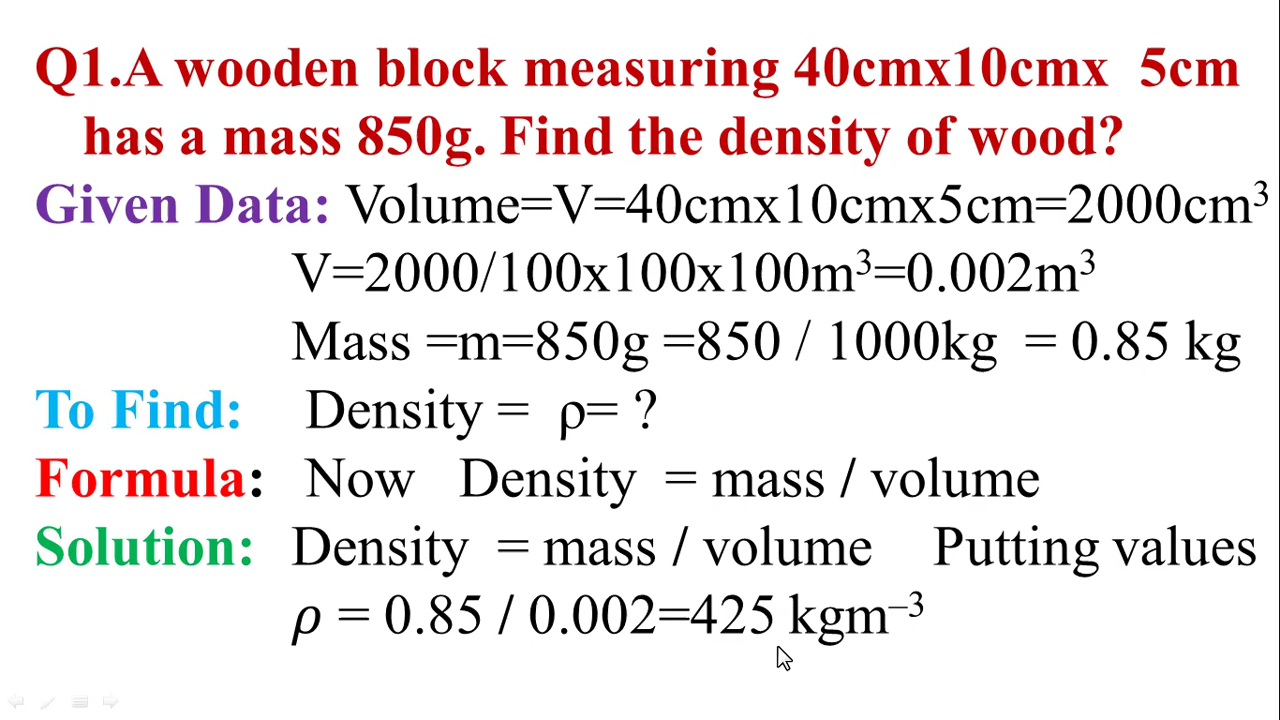 Q1.A wooden block measuring 40cmx10cmx 5cm
has a mass 850g. Find the density of wood?
Given Data: Volume=V=40cmx10cmx5cm=2000cm³
V=2000/100x100x100m³=0.002m³
Mass =m=850g =850 / 1000kg = 0.85 kg
To Find: Density = ρ= ?
Formula: Now Density = mass / volume
Solution: Density = mass / volume Putting values
𝜌 = 0.85 / 0.002=425 kgm⁻³